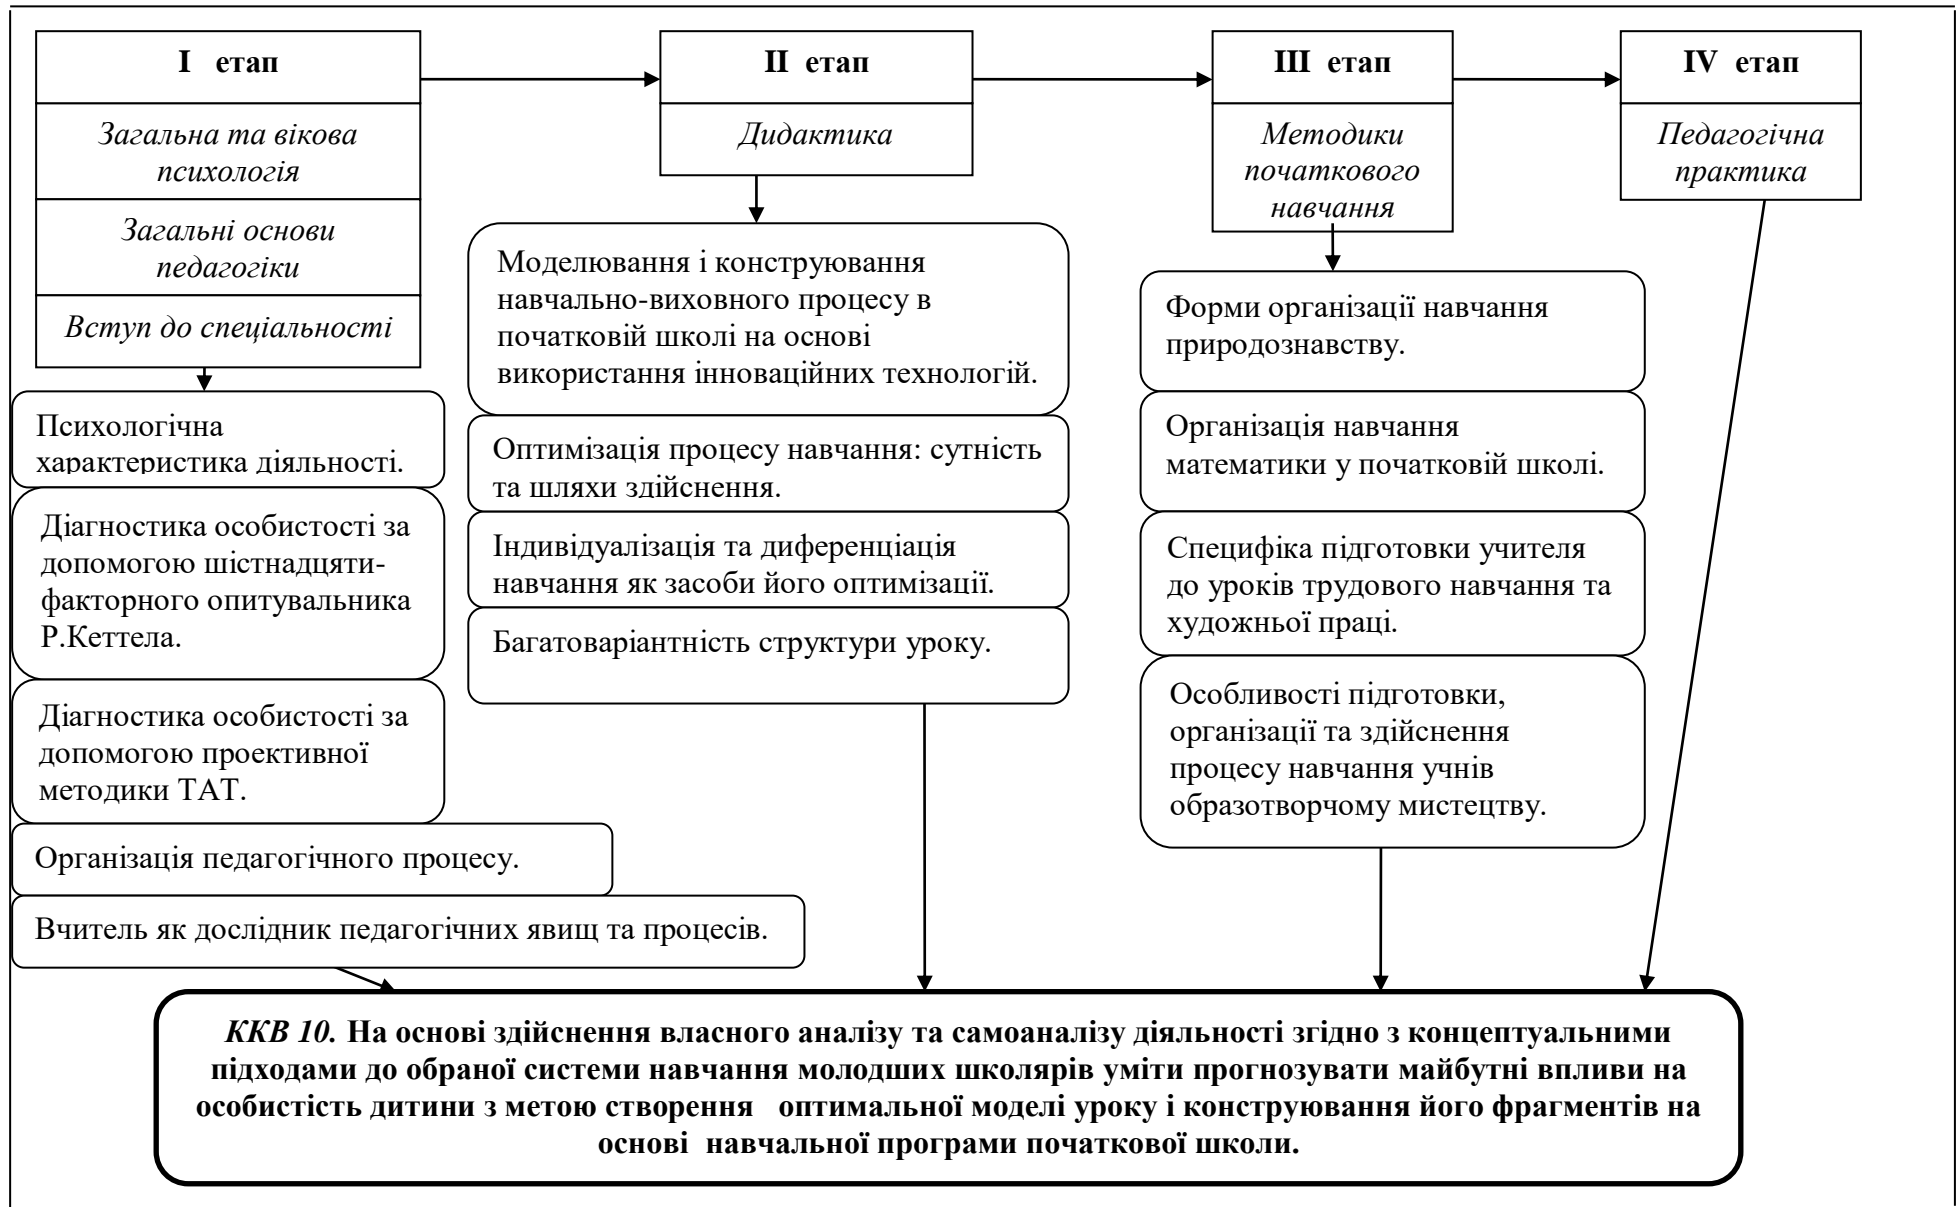 I етап
Загальна та вікова
психологія
Загальні основи
педагогіки
Вступ до спеціальності
Психологічна
характеристика діяльності.
Діагностика особистості за
допомогою шістнадцяти-
факторного опитувальника
Р.Кеттела.
Діагностика особистості за
допомогою проективної
методики ТАТ.
Організація педагогічного процесу.
Вчитель як дослідник педагогічних явищ та процесів.
II етап
Дидактика
Моделювання і конструювання
навчально-виховного процесу в
початковій школі на основі
використання інноваційних технологій.
Оптимізація процесу навчання: сутність
та шляхи здійснення.
Індивідуалізація та диференціація
навчання як засоби його оптимізації.
Багатоваріантність структури уроку.
III етап
Методики
початкового
навчання
Форми організації навчання
природознавству.
Організація навчання
математики у початковій школі.
Специфіка підготовки учителя
до уроків трудового навчання та
художньої праці.
Особливості підготовки,
організації та здійснення
процесу навчання учнів
образотворчому мистецтву.
IV етап
Педагогічна
практика
ККВ 10. На основі здійснення власного аналізу та самоаналізу діяльності згідно з концептуальними
підходами до обраної системи навчання молодших школярів уміти прогнозувати майбутні впливи на
особистість дитини з метою створення оптимальної моделі уроку і конструювання його фрагментів на
основі навчальної програми початкової школи.